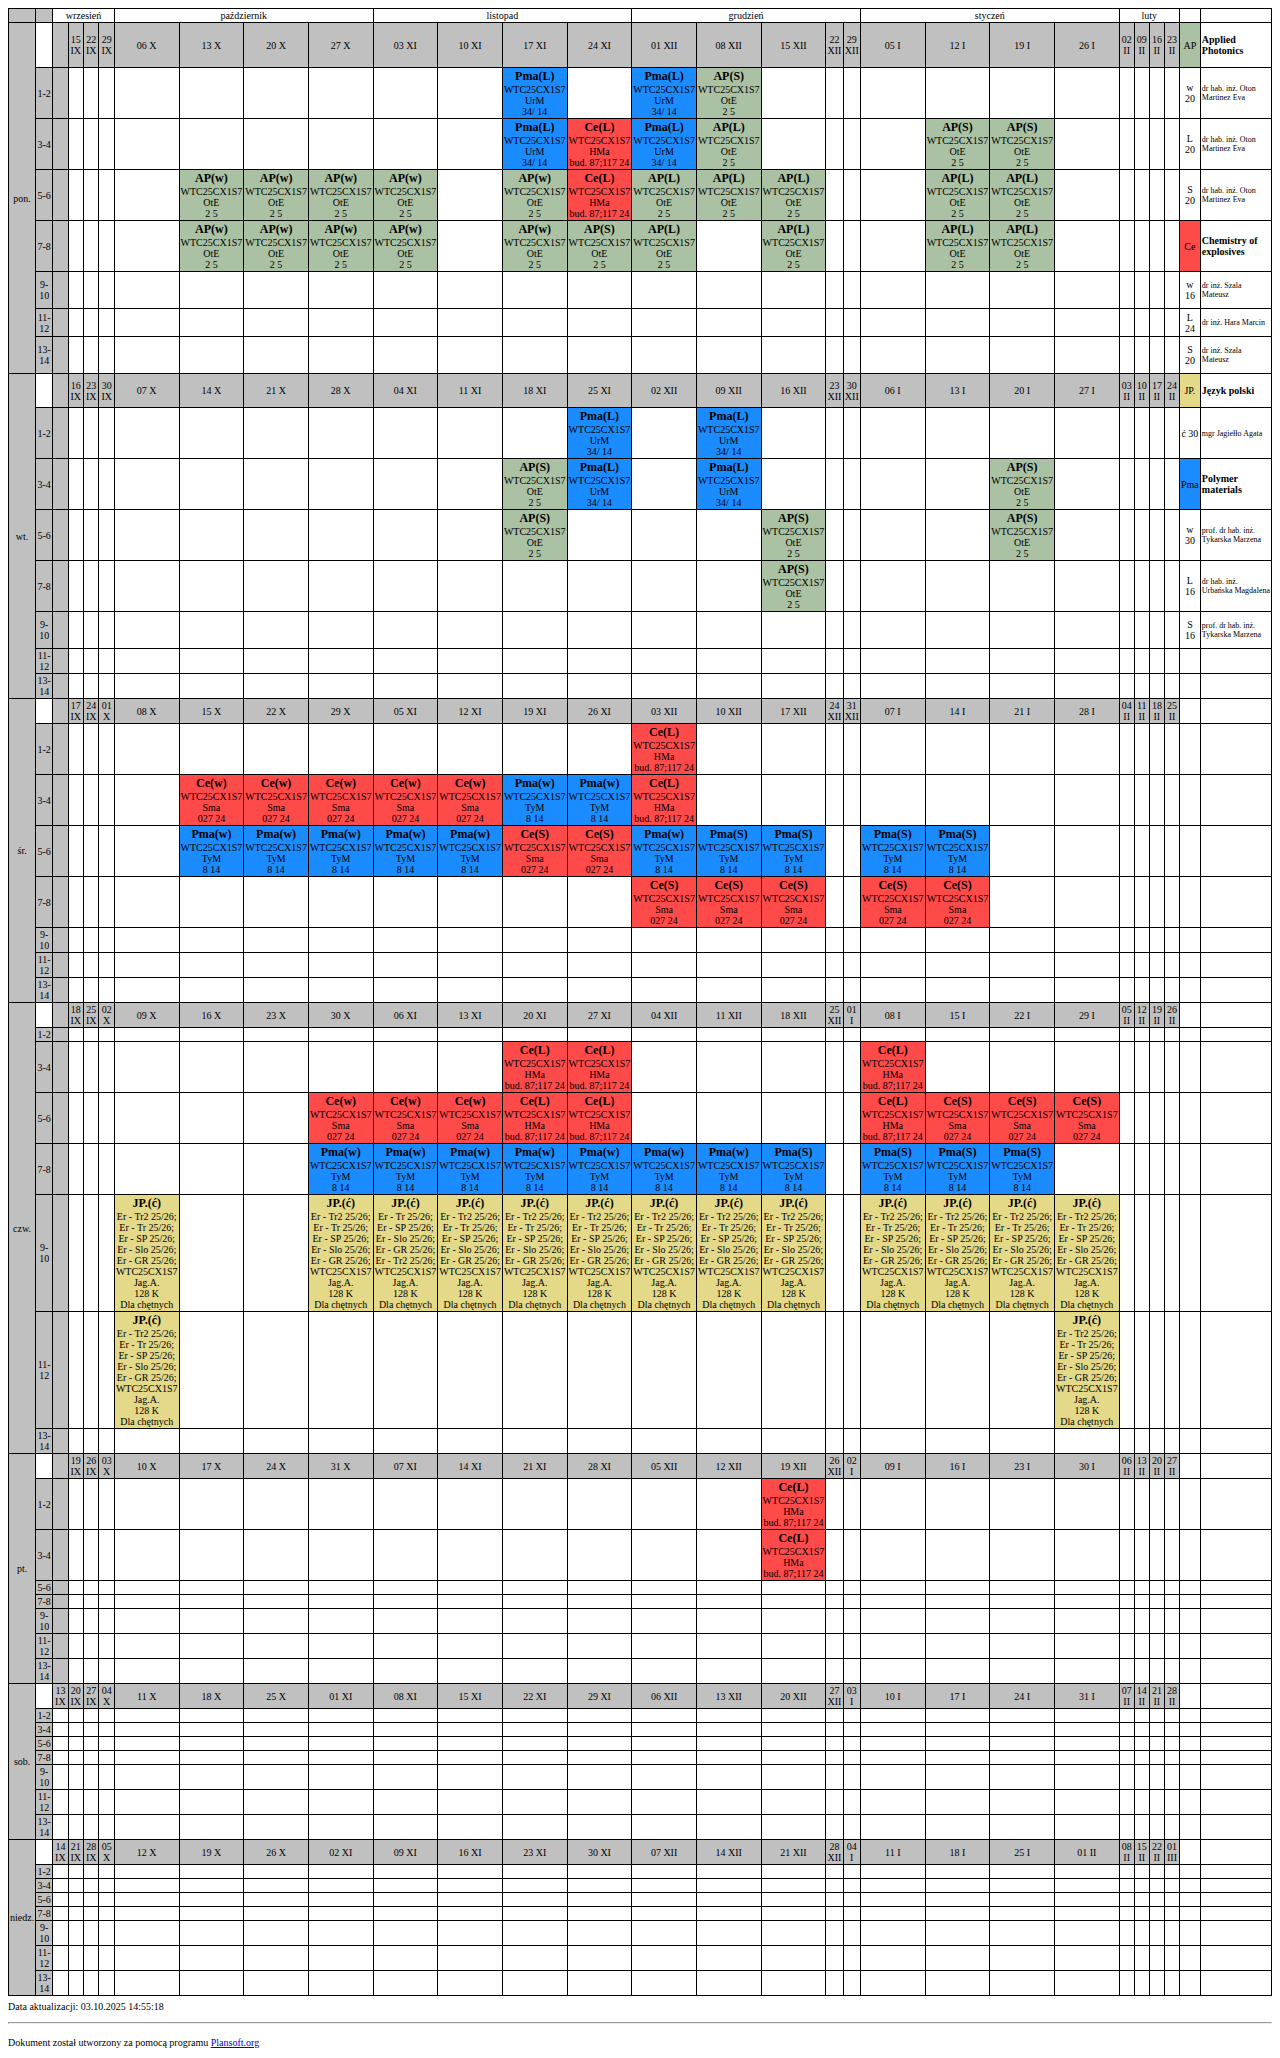 wrzesień październik listopad grudzień styczeń luty
pon. 15 IX 22 IX 29 IX 06 X 13 X 20 X 27 X 03 XI 10 XI 17 XI 24 XI 01 XII 08 XII 15 XII 22 XII 29 XII 05 I 12 I 19 I 26 I 02 II 09 II 16 II 23 II AP Applied Photonics
1-2 Pma(L) Pma(L) AP(S) w 20 dr hab. inż. Oton Martinez Eva
WTC25CX1S7 WTC25CX1S7 WTC25CX1S7
UrM UrM OtE
34/ 14 34/ 14 2 5
3-4 Pma(L) Ce(L) Pma(L) AP(L) AP(S) AP(S) L 20 dr hab. inż. Oton Martinez Eva
WTC25CX1S7 WTC25CX1S7 WTC25CX1S7 WTC25CX1S7 WTC25CX1S7 WTC25CX1S7
UrM HMa UrM OtE OtE OtE
34/ 14 bud. 87;117 24 34/ 14 2 5 2 5 2 5
5-6 AP(w) AP(w) AP(w) AP(w) AP(w) Ce(L) AP(L) AP(L) AP(L) AP(L) AP(L) S 20 dr hab. inż. Oton Martinez Eva
WTC25CX1S7 WTC25CX1S7 WTC25CX1S7 WTC25CX1S7 WTC25CX1S7 WTC25CX1S7 WTC25CX1S7 WTC25CX1S7 WTC25CX1S7 WTC25CX1S7 WTC25CX1S7
OtE OtE OtE OtE OtE HMa OtE OtE OtE OtE OtE
2 5 2 5 2 5 2 5 2 5 bud. 87;117 24 2 5 2 5 2 5 2 5 2 5
7-8 AP(w) AP(w) AP(w) AP(w) AP(w) AP(S) AP(L) AP(L) AP(L) AP(L) Ce Chemistry of explosives
WTC25CX1S7 WTC25CX1S7 WTC25CX1S7 WTC25CX1S7 WTC25CX1S7 WTC25CX1S7 WTC25CX1S7 WTC25CX1S7 WTC25CX1S7 WTC25CX1S7
OtE OtE OtE OtE OtE OtE OtE OtE OtE OtE
2 5 2 5 2 5 2 5 2 5 2 5 2 5 2 5 2 5 2 5
9-10 w 16 dr inż. Szala Mateusz
11-12 L 24 dr inż. Hara Marcin
13-14 S 20 dr inż. Szala Mateusz
wt. 16 IX 23 IX 30 IX 07 X 14 X 21 X 28 X 04 XI 11 XI 18 XI 25 XI 02 XII 09 XII 16 XII 23 XII 30 XII 06 I 13 I 20 I 27 I 03 II 10 II 17 II 24 II JP. Język polski
1-2 Pma(L) Pma(L) ć 30 mgr Jagiełło Agata
WTC25CX1S7 WTC25CX1S7
UrM UrM
34/ 14 34/ 14
3-4 AP(S) Pma(L) Pma(L) AP(S) Pma Polymer materials
WTC25CX1S7 WTC25CX1S7 WTC25CX1S7 WTC25CX1S7
OtE UrM UrM OtE
2 5 34/ 14 34/ 14 2 5
5-6 AP(S) AP(S) AP(S) w 30 prof. dr hab. inż. Tykarska Marzena
WTC25CX1S7 WTC25CX1S7 WTC25CX1S7
OtE OtE OtE
2 5 2 5 2 5
7-8 AP(S) L 16 dr hab. inż. Urbańska Magdalena
WTC25CX1S7
OtE
2 5
9-10 S 16 prof. dr hab. inż. Tykarska Marzena
11-12
13-14
śr. 17 IX 24 IX 01 X 08 X 15 X 22 X 29 X 05 XI 12 XI 19 XI 26 XI 03 XII 10 XII 17 XII 24 XII 31 XII 07 I 14 I 21 I 28 I 04 II 11 II 18 II 25 II
1-2 Ce(L)
WTC25CX1S7
HMa
bud. 87;117 24
3-4 Ce(w) Ce(w) Ce(w) Ce(w) Ce(w) Pma(w) Pma(w) Ce(L)
WTC25CX1S7 WTC25CX1S7 WTC25CX1S7 WTC25CX1S7 WTC25CX1S7 WTC25CX1S7 WTC25CX1S7 WTC25CX1S7
Sma Sma Sma Sma Sma TyM TyM HMa
027 24 027 24 027 24 027 24 027 24 8 14 8 14 bud. 87;117 24
5-6 Pma(w) Pma(w) Pma(w) Pma(w) Pma(w) Ce(S) Ce(S) Pma(w) Pma(S) Pma(S) Pma(S) Pma(S)
WTC25CX1S7 WTC25CX1S7 WTC25CX1S7 WTC25CX1S7 WTC25CX1S7 WTC25CX1S7 WTC25CX1S7 WTC25CX1S7 WTC25CX1S7 WTC25CX1S7 WTC25CX1S7 WTC25CX1S7
TyM TyM TyM TyM TyM Sma Sma TyM TyM TyM TyM TyM
8 14 8 14 8 14 8 14 8 14 027 24 027 24 8 14 8 14 8 14 8 14 8 14
7-8 Ce(S) Ce(S) Ce(S) Ce(S) Ce(S)
WTC25CX1S7 WTC25CX1S7 WTC25CX1S7 WTC25CX1S7 WTC25CX1S7
Sma Sma Sma Sma Sma
027 24 027 24 027 24 027 24 027 24
9-10
11-12
13-14
czw. 18 IX 25 IX 02 X 09 X 16 X 23 X 30 X 06 XI 13 XI 20 XI 27 XI 04 XII 11 XII 18 XII 25 XII 01 I 08 I 15 I 22 I 29 I 05 II 12 II 19 II 26 II
1-2
3-4 Ce(L) Ce(L) Ce(L)
WTC25CX1S7 WTC25CX1S7 WTC25CX1S7
HMa HMa HMa
bud. 87;117 24 bud. 87;117 24 bud. 87;117 24
5-6 Ce(w) Ce(w) Ce(w) Ce(L) Ce(L) Ce(L) Ce(S) Ce(S) Ce(S)
WTC25CX1S7 WTC25CX1S7 WTC25CX1S7 WTC25CX1S7 WTC25CX1S7 WTC25CX1S7 WTC25CX1S7 WTC25CX1S7 WTC25CX1S7
Sma Sma Sma HMa HMa HMa Sma Sma Sma
027 24 027 24 027 24 bud. 87;117 24 bud. 87;117 24 bud. 87;117 24 027 24 027 24 027 24
7-8 Pma(w) Pma(w) Pma(w) Pma(w) Pma(w) Pma(w) Pma(w) Pma(S) Pma(S) Pma(S) Pma(S)
WTC25CX1S7 WTC25CX1S7 WTC25CX1S7 WTC25CX1S7 WTC25CX1S7 WTC25CX1S7 WTC25CX1S7 WTC25CX1S7 WTC25CX1S7 WTC25CX1S7 WTC25CX1S7
TyM TyM TyM TyM TyM TyM TyM TyM TyM TyM TyM
8 14 8 14 8 14 8 14 8 14 8 14 8 14 8 14 8 14 8 14 8 14
9-10 JP.(ć) JP.(ć) JP.(ć) JP.(ć) JP.(ć) JP.(ć) JP.(ć) JP.(ć) JP.(ć) JP.(ć) JP.(ć) JP.(ć) JP.(ć)
Er - Tr2 25/26; Er - Tr2 25/26; Er - Tr 25/26; Er - Tr2 25/26; Er - Tr2 25/26; Er - Tr2 25/26; Er - Tr2 25/26; Er - Tr2 25/26; Er - Tr2 25/26; Er - Tr2 25/26; Er - Tr2 25/26; Er - Tr2 25/26; Er - Tr2 25/26;
Er - Tr 25/26; Er - Tr 25/26; Er - SP 25/26; Er - Tr 25/26; Er - Tr 25/26; Er - Tr 25/26; Er - Tr 25/26; Er - Tr 25/26; Er - Tr 25/26; Er - Tr 25/26; Er - Tr 25/26; Er - Tr 25/26; Er - Tr 25/26;
Er - SP 25/26; Er - SP 25/26; Er - Slo 25/26; Er - SP 25/26; Er - SP 25/26; Er - SP 25/26; Er - SP 25/26; Er - SP 25/26; Er - SP 25/26; Er - SP 25/26; Er - SP 25/26; Er - SP 25/26; Er - SP 25/26;
Er - Slo 25/26; Er - Slo 25/26; Er - GR 25/26; Er - Slo 25/26; Er - Slo 25/26; Er - Slo 25/26; Er - Slo 25/26; Er - Slo 25/26; Er - Slo 25/26; Er - Slo 25/26; Er - Slo 25/26; Er - Slo 25/26; Er - Slo 25/26;
Er - GR 25/26; Er - GR 25/26; Er - Tr2 25/26; Er - GR 25/26; Er - GR 25/26; Er - GR 25/26; Er - GR 25/26; Er - GR 25/26; Er - GR 25/26; Er - GR 25/26; Er - GR 25/26; Er - GR 25/26; Er - GR 25/26;
WTC25CX1S7 WTC25CX1S7 WTC25CX1S7 WTC25CX1S7 WTC25CX1S7 WTC25CX1S7 WTC25CX1S7 WTC25CX1S7 WTC25CX1S7 WTC25CX1S7 WTC25CX1S7 WTC25CX1S7 WTC25CX1S7
Jag.A. Jag.A. Jag.A. Jag.A. Jag.A. Jag.A. Jag.A. Jag.A. Jag.A. Jag.A. Jag.A. Jag.A. Jag.A.
128 K 128 K 128 K 128 K 128 K 128 K 128 K 128 K 128 K 128 K 128 K 128 K 128 K
Dla chętnych Dla chętnych Dla chętnych Dla chętnych Dla chętnych Dla chętnych Dla chętnych Dla chętnych Dla chętnych Dla chętnych Dla chętnych Dla chętnych Dla chętnych
11-12 JP.(ć) JP.(ć)
Er - Tr2 25/26; Er - Tr2 25/26;
Er - Tr 25/26; Er - Tr 25/26;
Er - SP 25/26; Er - SP 25/26;
Er - Slo 25/26; Er - Slo 25/26;
Er - GR 25/26; Er - GR 25/26;
WTC25CX1S7 WTC25CX1S7
Jag.A. Jag.A.
128 K 128 K
Dla chętnych Dla chętnych
13-14
pt. 19 IX 26 IX 03 X 10 X 17 X 24 X 31 X 07 XI 14 XI 21 XI 28 XI 05 XII 12 XII 19 XII 26 XII 02 I 09 I 16 I 23 I 30 I 06 II 13 II 20 II 27 II
1-2 Ce(L)
WTC25CX1S7
HMa
bud. 87;117 24
3-4 Ce(L)
WTC25CX1S7
HMa
bud. 87;117 24
5-6
7-8
9-10
11-12
13-14
sob. 13 IX 20 IX 27 IX 04 X 11 X 18 X 25 X 01 XI 08 XI 15 XI 22 XI 29 XI 06 XII 13 XII 20 XII 27 XII 03 I 10 I 17 I 24 I 31 I 07 II 14 II 21 II 28 II
1-2
3-4
5-6
7-8
9-10
11-12
13-14
niedz. 14 IX 21 IX 28 IX 05 X 12 X 19 X 26 X 02 XI 09 XI 16 XI 23 XI 30 XI 07 XII 14 XII 21 XII 28 XII 04 I 11 I 18 I 25 I 01 II 08 II 15 II 22 II 01 III
1-2
3-4
5-6
7-8
9-10
11-12
13-14
Data aktualizacji: 03.10.2025 14:55:18
Dokument został utworzony za pomocą programu Plansoft.org